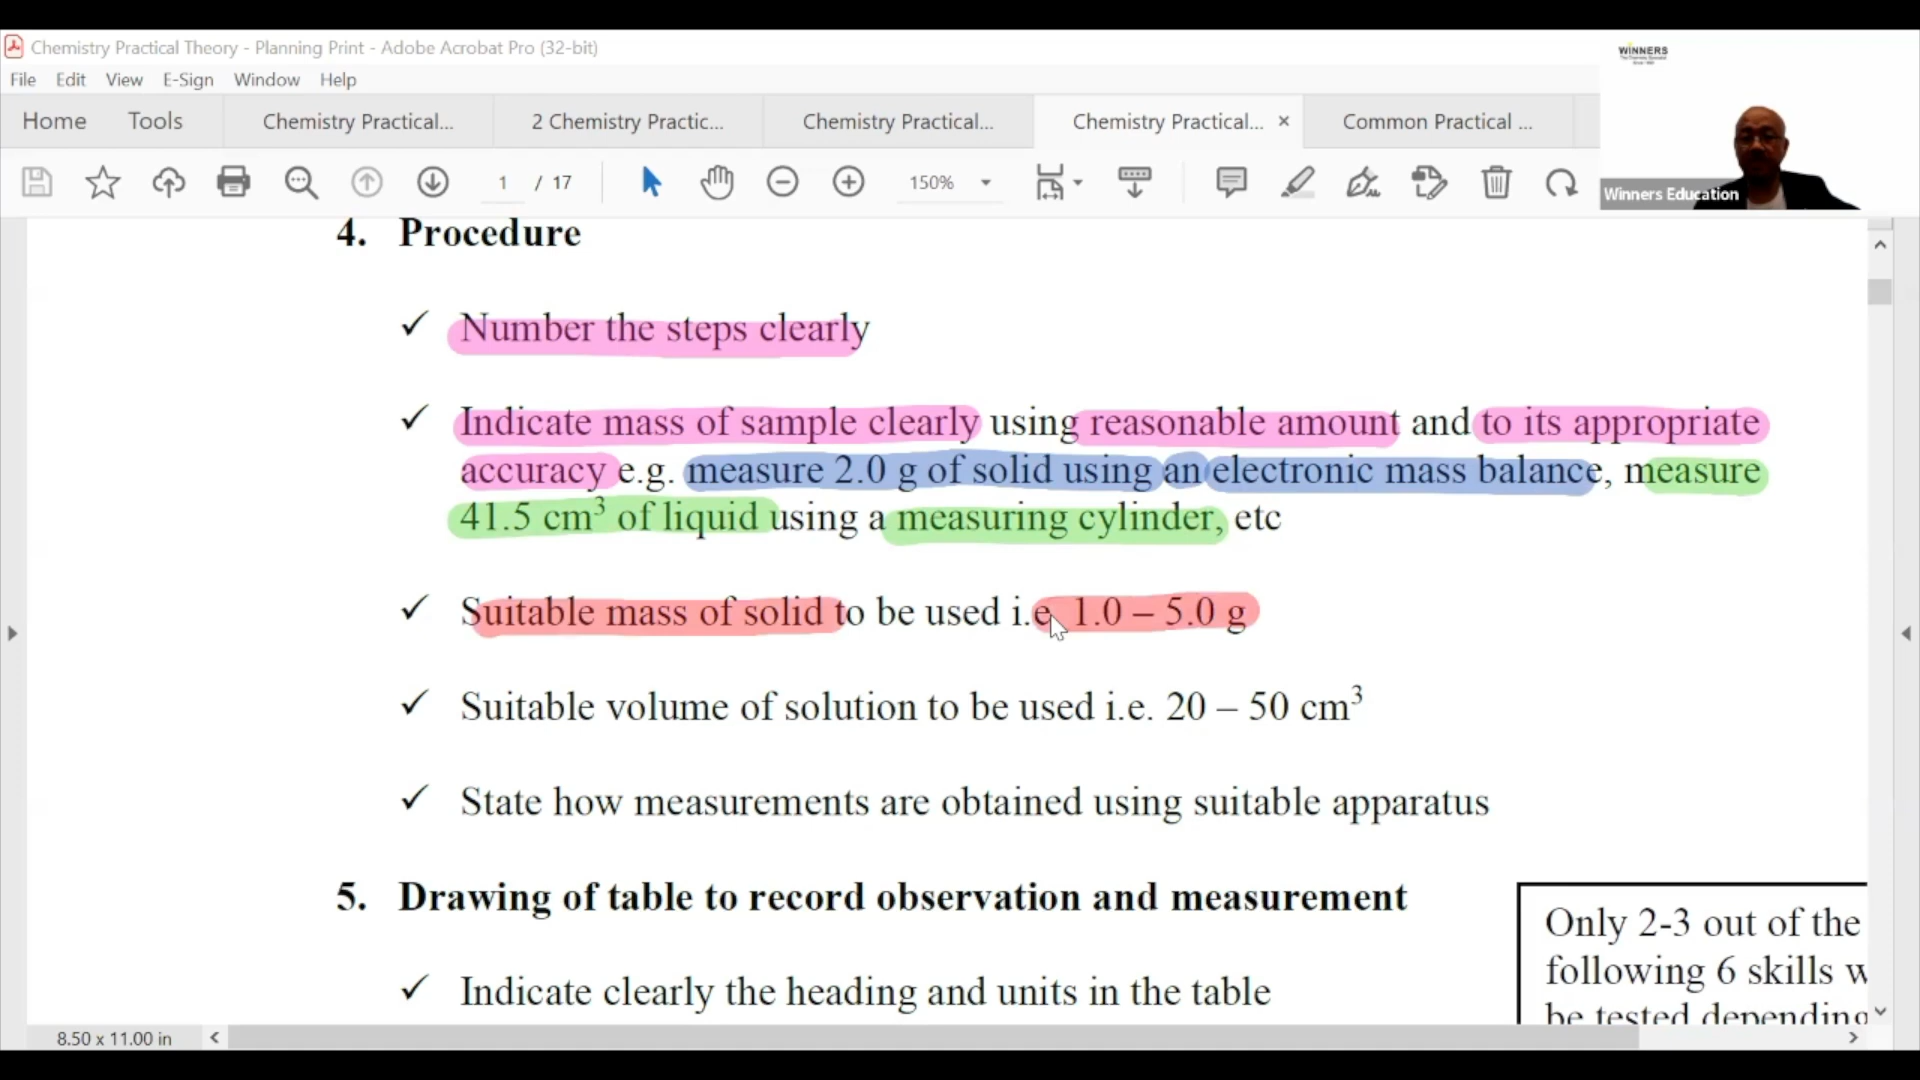 Chemistry Practical Theory - Planning Print - Adobe Acrobat Pro (32-bit)
WINNERS
File Edit View E-Sign Window Help
Home Tools Chemistry Practical... 2 Chemistry Practic... Chemistry Practical... Chemistry Practical... × Common Practical ...
1 / 17 150%
Winners Education
4. Procedure
✓ Number the steps clearly
✓ Indicate mass of sample clearly using reasonable amount and to its appropriate
accuracy e.g. measure 2.0 g of solid using an electronic mass balance, measure
41.5 cm³ of liquid using a measuring cylinder, etc
✓ Suitable mass of solid to be used i.e. 1.0 – 5.0 g
✓ Suitable volume of solution to be used i.e. 20 – 50 cm³
✓ State how measurements are obtained using suitable apparatus
5. Drawing of table to record observation and measurement
Only 2-3 out of the
following 6 skills w
be tested depending
✓ Indicate clearly the heading and units in the table
8.50 x 11.00 in